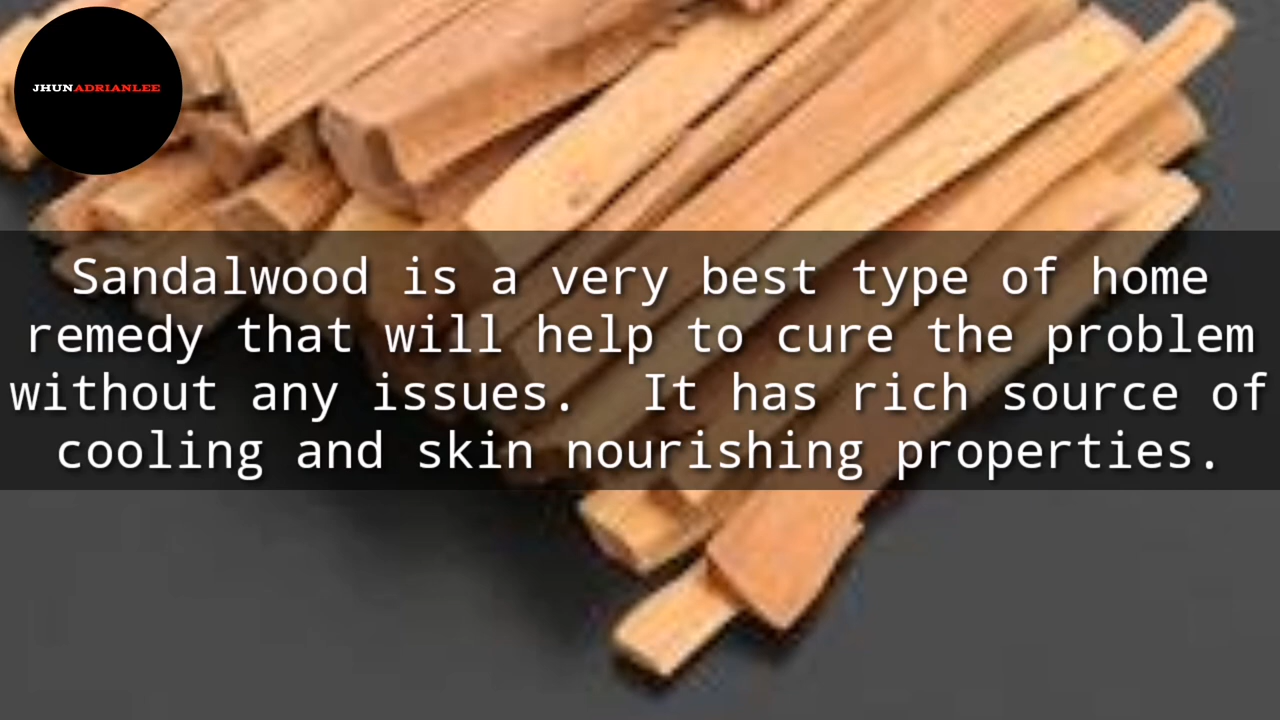 JHUNADRIANLEE
Sandalwood is a very best type of home
remedy that will help to cure the problem
without any issues.  It has rich source of
cooling and skin nourishing properties.